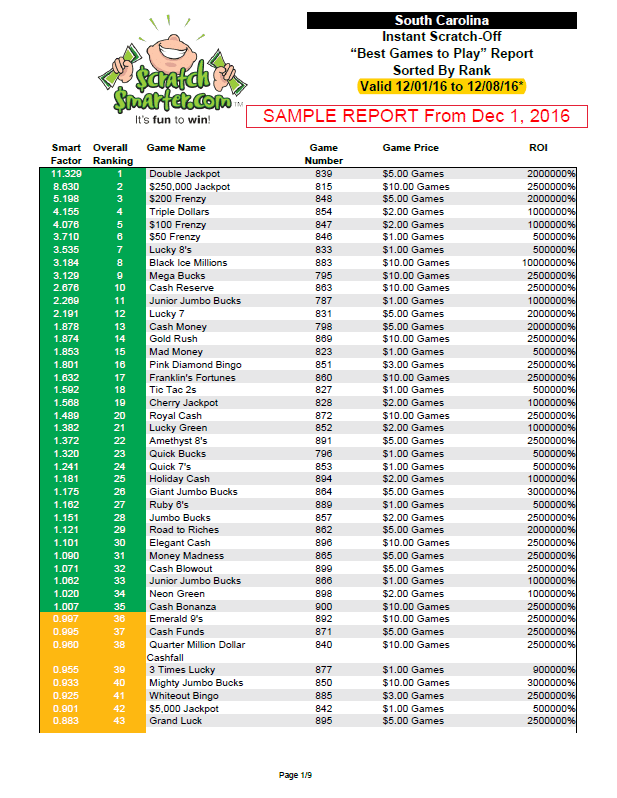 South Carolina
Instant Scratch-Off
“Best Games to Play” Report
Sorted By Rank
Valid 12/01/16 to 12/08/16*
Scratch
Smarter.com TM
It's fun to win!
SAMPLE REPORT From Dec 1, 2016
Smart Overall Game Name Game Game Price ROI
Factor Ranking Number
11.329 1 Double Jackpot 839 $5.00 Games 2000000%
8.630 2 $250,000 Jackpot 815 $10.00 Games 2500000%
5.198 3 $200 Frenzy 848 $5.00 Games 2000000%
4.155 4 Triple Dollars 854 $2.00 Games 1000000%
4.076 5 $100 Frenzy 847 $2.00 Games 1000000%
3.710 6 $50 Frenzy 846 $1.00 Games 500000%
3.535 7 Lucky 8's 833 $1.00 Games 500000%
3.184 8 Black Ice Millions 883 $10.00 Games 10000000%
3.129 9 Mega Bucks 795 $10.00 Games 2500000%
2.676 10 Cash Reserve 863 $10.00 Games 2500000%
2.269 11 Junior Jumbo Bucks 787 $1.00 Games 1000000%
2.191 12 Lucky 7 831 $5.00 Games 2000000%
1.878 13 Cash Money 798 $5.00 Games 2000000%
1.874 14 Gold Rush 869 $10.00 Games 2500000%
1.853 15 Mad Money 823 $1.00 Games 500000%
1.801 16 Pink Diamond Bingo 851 $3.00 Games 2500000%
1.632 17 Franklin's Fortunes 860 $10.00 Games 2500000%
1.592 18 Tic Tac 2s 827 $1.00 Games 500000%
1.568 19 Cherry Jackpot 828 $2.00 Games 1000000%
1.489 20 Royal Cash 872 $10.00 Games 2500000%
1.382 21 Lucky Green 852 $2.00 Games 1000000%
1.372 22 Amethyst 8's 891 $5.00 Games 2500000%
1.320 23 Quick Bucks 796 $1.00 Games 500000%
1.241 24 Quick 7's 853 $1.00 Games 500000%
1.181 25 Holiday Cash 894 $2.00 Games 1000000%
1.175 26 Giant Jumbo Bucks 864 $5.00 Games 3000000%
1.162 27 Ruby 6's 889 $1.00 Games 500000%
1.151 28 Jumbo Bucks 857 $2.00 Games 2500000%
1.121 29 Road to Riches 862 $5.00 Games 2000000%
1.101 30 Elegant Cash 896 $10.00 Games 2500000%
1.090 31 Money Madness 865 $5.00 Games 2500000%
1.071 32 Cash Blowout 899 $5.00 Games 2500000%
1.062 33 Junior Jumbo Bucks 866 $1.00 Games 1000000%
1.020 34 Neon Green 898 $2.00 Games 1000000%
1.007 35 Cash Bonanza 900 $10.00 Games 2500000%
0.997 36 Emerald 9's 892 $10.00 Games 2500000%
0.995 37 Cash Funds 871 $5.00 Games 2500000%
0.960 38 Quarter Million Dollar 840 $10.00 Games 2500000%
Cashfall
0.955 39 3 Times Lucky 877 $1.00 Games 900000%
0.933 40 Mighty Jumbo Bucks 850 $10.00 Games 3000000%
0.925 41 Whiteout Bingo 885 $3.00 Games 2500000%
0.901 42 $5,000 Jackpot 842 $1.00 Games 500000%
0.883 43 Grand Luck 895 $5.00 Games 2500000%
Page 1/9